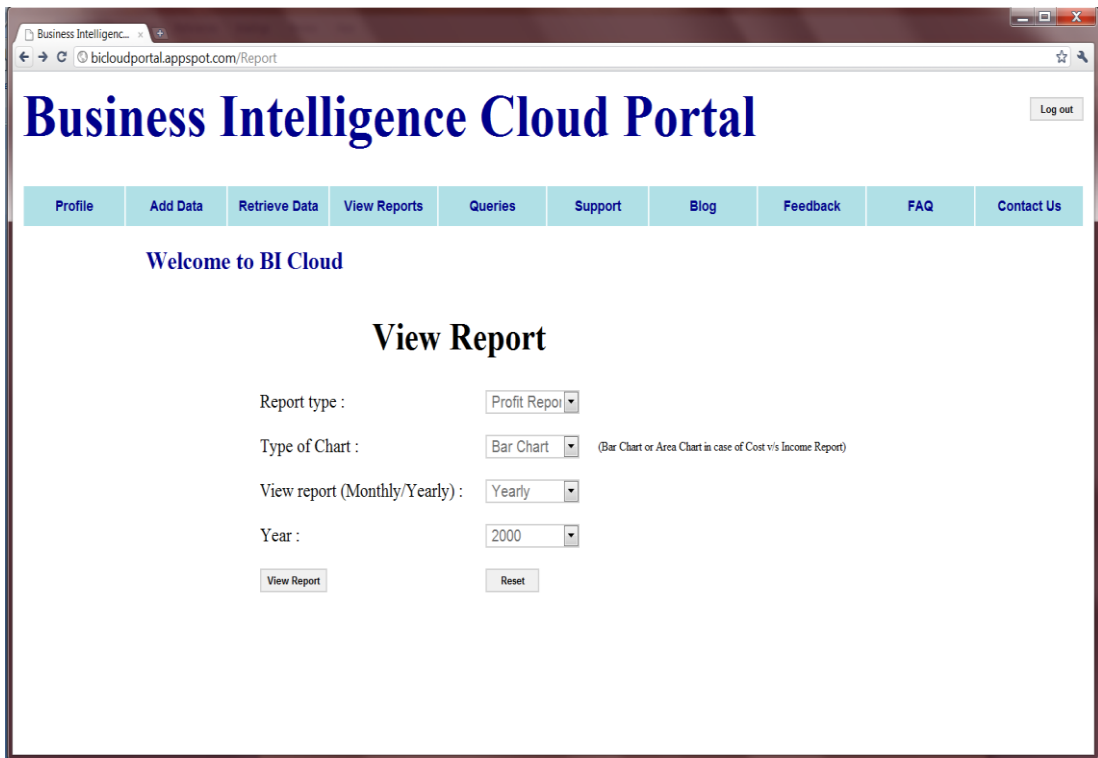 Business Intelligenc...
bicloudportal.appspot.com/Report
Business Intelligence Cloud Portal
Log out
Profile Add Data Retrieve Data View Reports Queries Support Blog Feedback FAQ Contact Us
Welcome to BI Cloud
View Report
Report type : Profit Repor
Type of Chart : Bar Chart (Bar Chart or Area Chart in case of Cost v/s Income Report)
View report (Monthly/Yearly) : Yearly
Year : 2000
View Report Reset